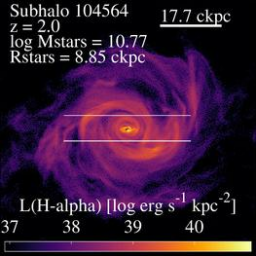 Subhalo 104564
17.7 ckpc
z = 2.0
log Mstars = 10.77
Rstars = 8.85 ckpc
L(H-alpha) [log erg s⁻¹ kpc⁻²]
37 38 39 40